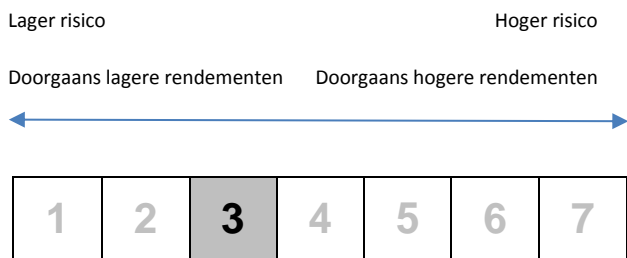 Lager risico Hoger risico
Doorgaans lagere rendementen Doorgaans hogere rendementen
1 2 3 4 5 6 7